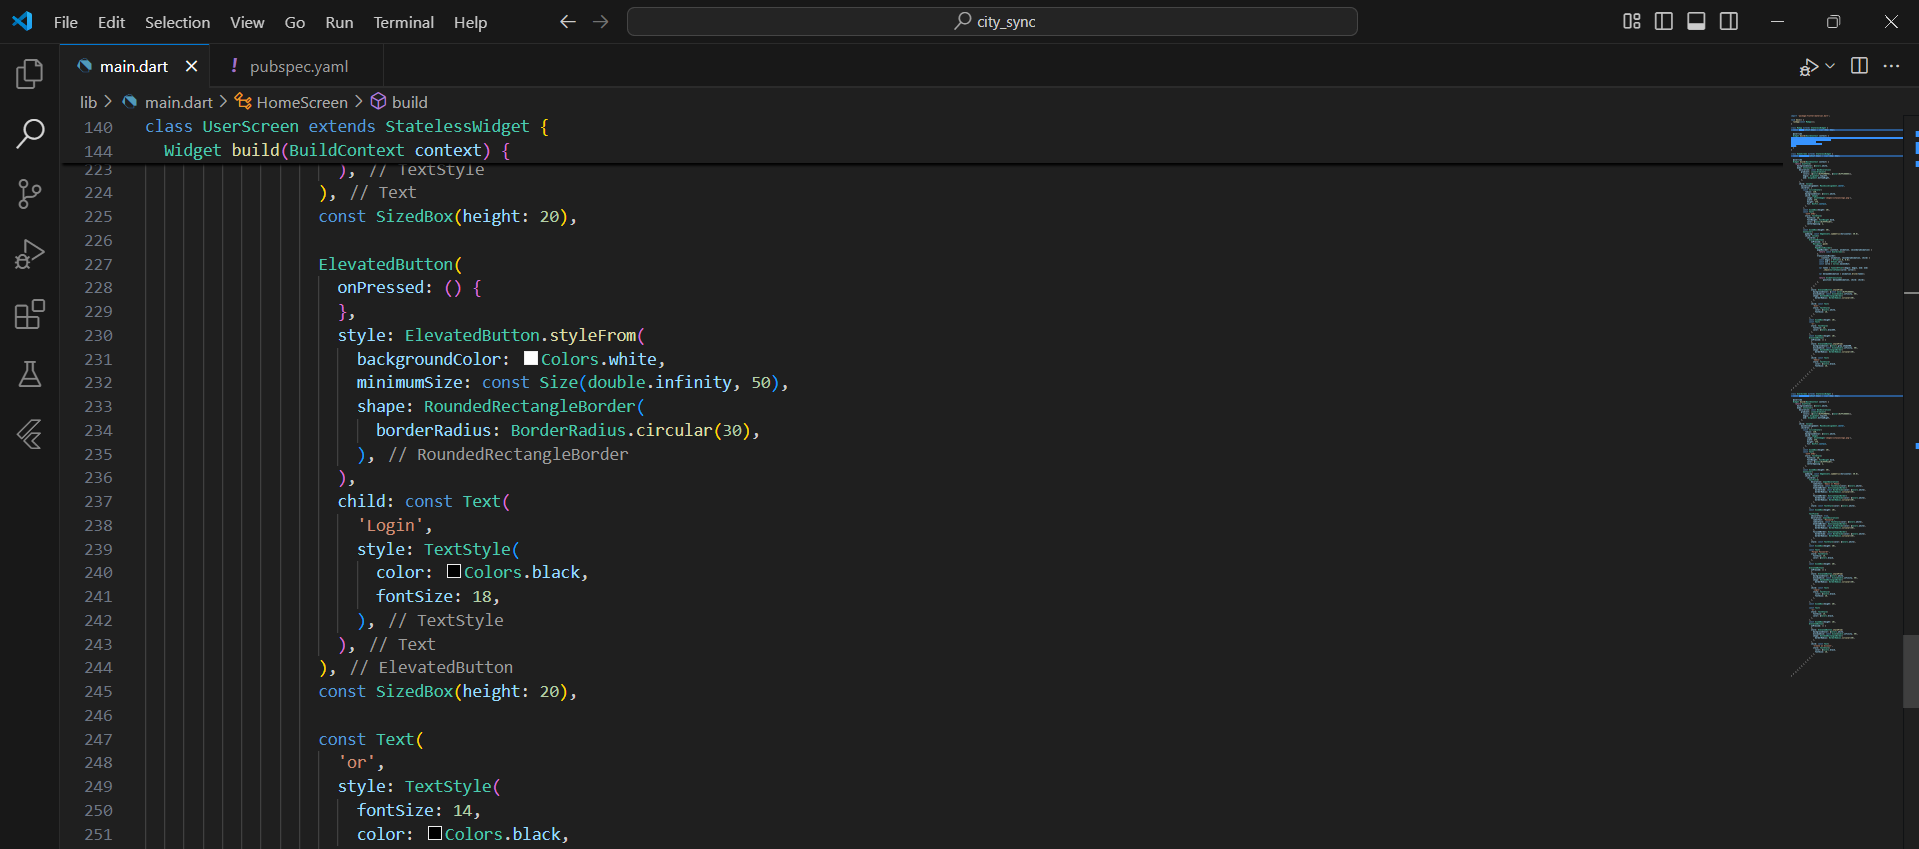 File Edit Selection View Go Run Terminal Help
city_sync
main.dart
! pubspec.yaml
lib > main.dart > HomeScreen > build
140 class UserScreen extends StatelessWidget {
144 Widget build(BuildContext context) {
223 ), // TextStyle
224 ), // Text
225 const SizedBox(height: 20),
226
227 ElevatedButton(
228 onPressed: () {
229 },
230 style: ElevatedButton.styleFrom(
231 backgroundColor: Colors.white,
232 minimumSize: const Size(double.infinity, 50),
233 shape: RoundedRectangleBorder(
234 borderRadius: BorderRadius.circular(30),
235 ), // RoundedRectangleBorder
236 ),
237 child: const Text(
238 'Login',
239 style: TextStyle(
240 color: Colors.black,
241 fontSize: 18,
242 ), // TextStyle
243 ), // Text
244 ), // ElevatedButton
245 const SizedBox(height: 20),
246
247 const Text(
248 'or',
249 style: TextStyle(
250 fontSize: 14,
251 color: Colors.black,